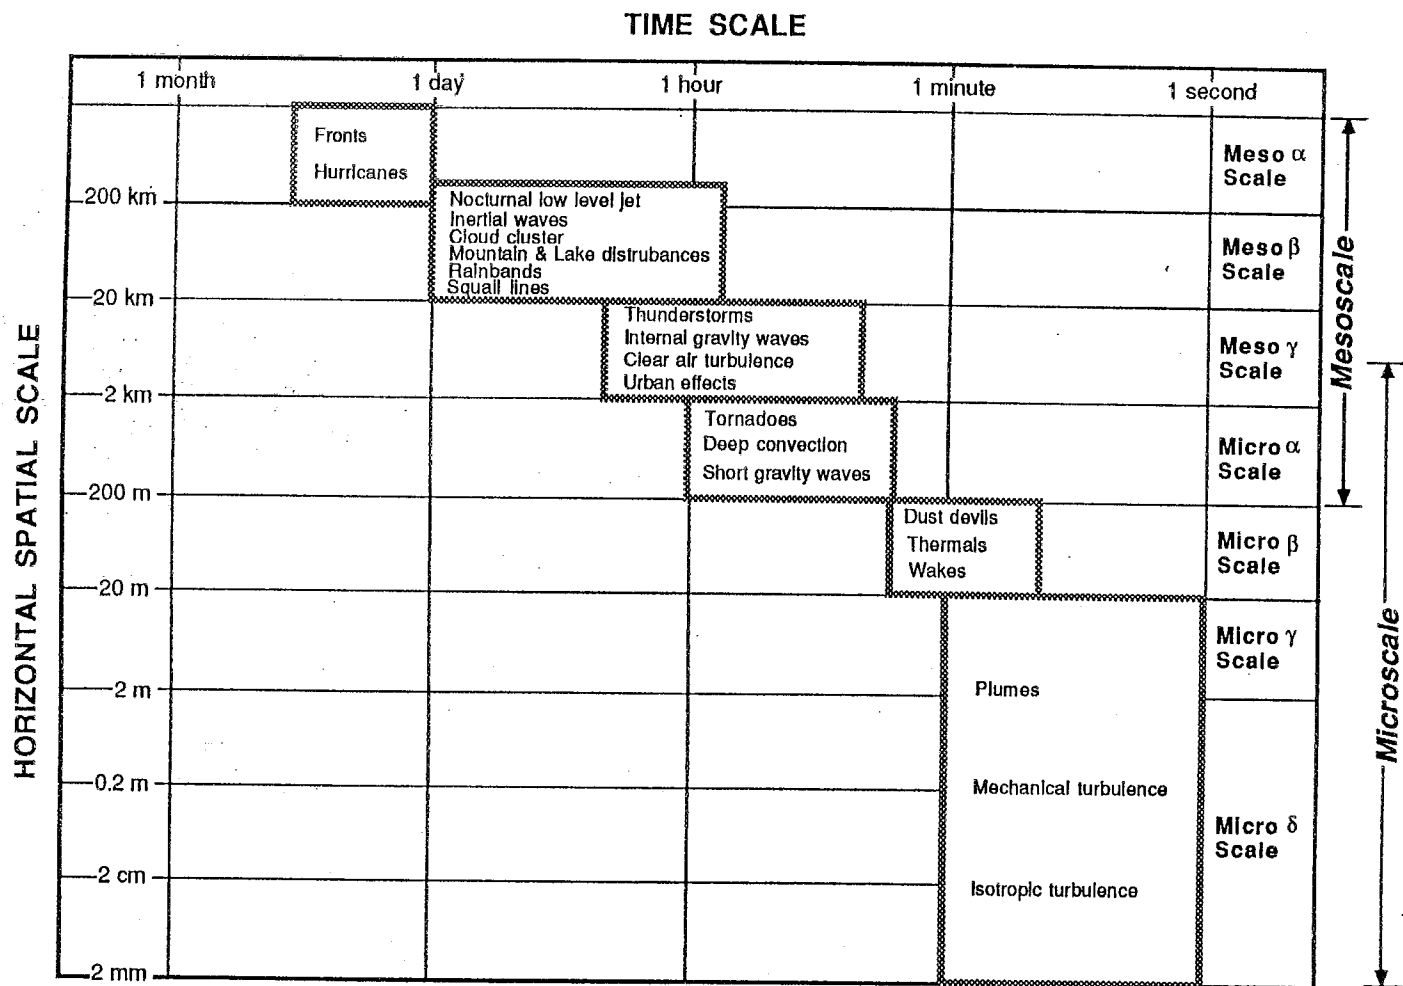 TIME SCALE
1 month
1 day
1 hour
1 minute
1 second
HORIZONTAL SPATIAL SCALE
200 km
20 km
2 km
200 m
20 m
2 m
0.2 m
2 cm
2 mm
Fronts
Hurricanes
Nocturnal low level jet
Inertial waves
Cloud cluster
Mountain & Lake distrubances
Rainbands
Squall lines
Thunderstorms
Internal gravity waves
Clear air turbulence
Urban effects
Tornadoes
Deep convection
Short gravity waves
Dust devils
Thermals
Wakes
Plumes
Mechanical turbulence
Isotropic turbulence
Meso α
Scale
Meso β
Scale
Meso γ
Scale
Micro α
Scale
Micro β
Scale
Micro γ
Scale
Micro δ
Scale
Mesoscale
Microscale